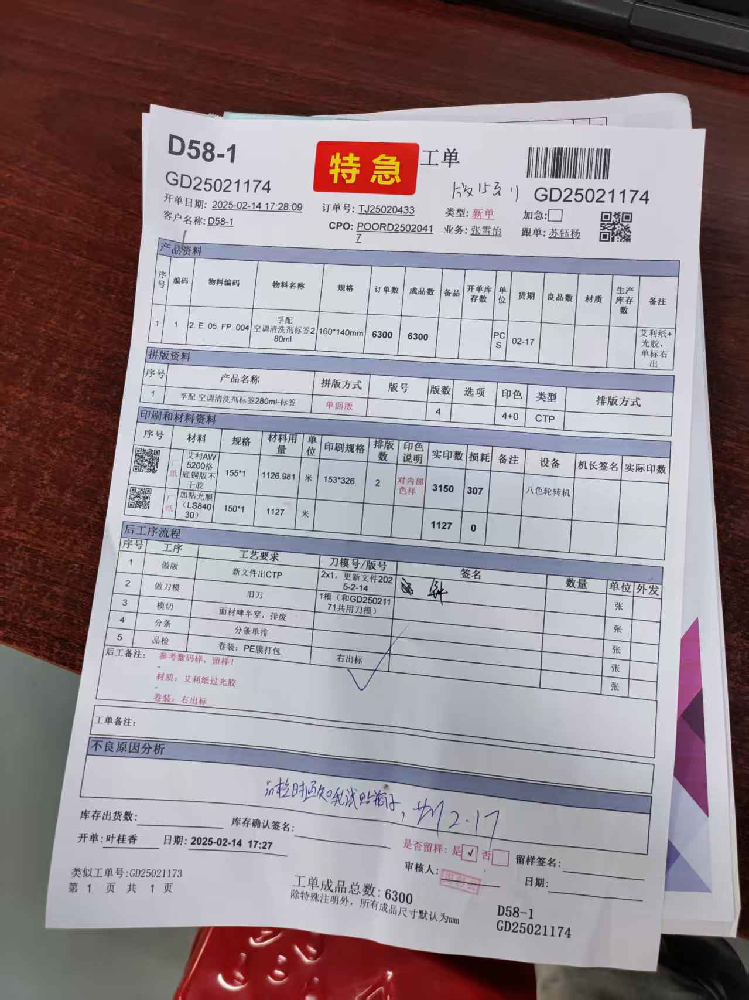 D58-1
特急 工单
GD25021174
GD25021174
开单日期: 2025-02-14 17:28:09 订单号: TJ25020433 类型: 新单 加急:
客户名称: D58-1 CPO: POORD2502041 业务: 张雪怡 跟单: 苏钰杨
7
产品资料
序号 编码 物料编码 物料名称 规格 订单数 成品数 备品 开单库存数 单位 货期 良品数 材质 生产库存数 备注
1 1 2. E. 05. FP. 004 孚配 空调清洗剂标签280ml 160*140mm 6300 6300 PCS 02-17 艾利纸+光胶，单标右出
拼版资料
序号 产品名称 拼版方式 版号 版数 选项 印色 类型 排版方式
1 孚配 空调清洗剂标签280ml-标签 单面版 4 4+0 CTP
印刷和材料资料
序号 材料 规格 材料用量 单位 印刷规格 排版数 印色说明 实印数 损耗 备注 设备 机长签名 实际印数
厂纸 艾利AW5200格底铜版不干胶 155*1 1126.981 米 153*326 2 对内部色样 3150 307 八色轮转机
厂纸 加粘光膜（LS84030） 150*1 1127 米 1127 0
后工序流程
序号 工序 工艺要求 刀模号/版号 签名 数量 单位 外发
1 做版 新文件出CTP 2x1，更新文件2025-2-14 张
2 做刀模 旧刀 1模（和GD25021171共用刀模） 张
3 模切 面材啤半穿，排废 张
4 分条 分条单排 张
5 品检 卷装：PE膜打包 右出标 张
后工备注： 参考数码样，留样！
-
材质：艾利纸过光胶
-
卷装：右出标
工单备注：
不良原因分析
品检时通知我试贴瓶子， 2-17
库存出货数： 库存确认签名：
开单: 叶桂香 日期: 2025-02-14 17:27 是否留样: 是 √ 否 留样签名：
审核人: 日期：
类似工单号:GD25021173
第 1 页 共 1 页
工单成品总数: 6300
除特殊注明外，所有成品尺寸默认为mm
D58-1
GD25021174